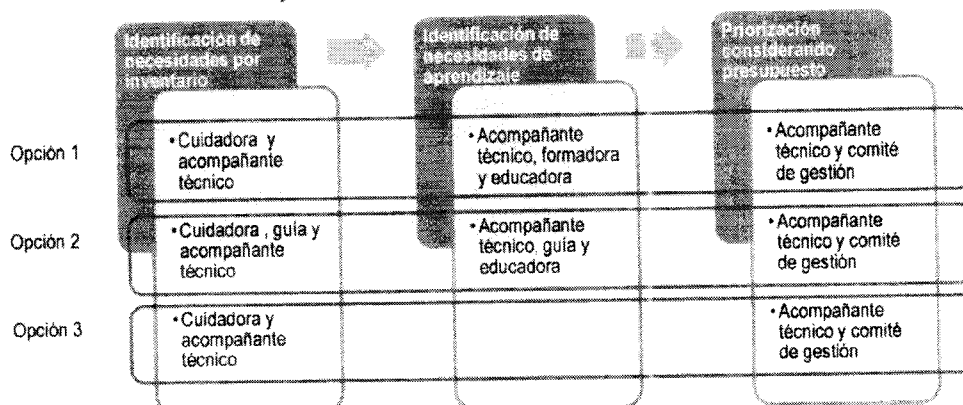 Identificación de
necesidades por
inventario
Identificación de
necesidades de
aprendizaje
Priorización
considerando
presupuesto
Opción 1
• Cuidadora y
acompañante
técnico
• Acompañante
técnico, formadora
y educadora
• Acompañante
técnico y comité
de gestión
Opción 2
• Cuidadora , guía y
acompañante
técnico
• Acompañante
técnico, guía y
educadora
• Acompañante
técnico y comité
de gestión
Opción 3
• Cuidadora y
acompañante
técnico
• Acompañante
técnico y comité
de gestión